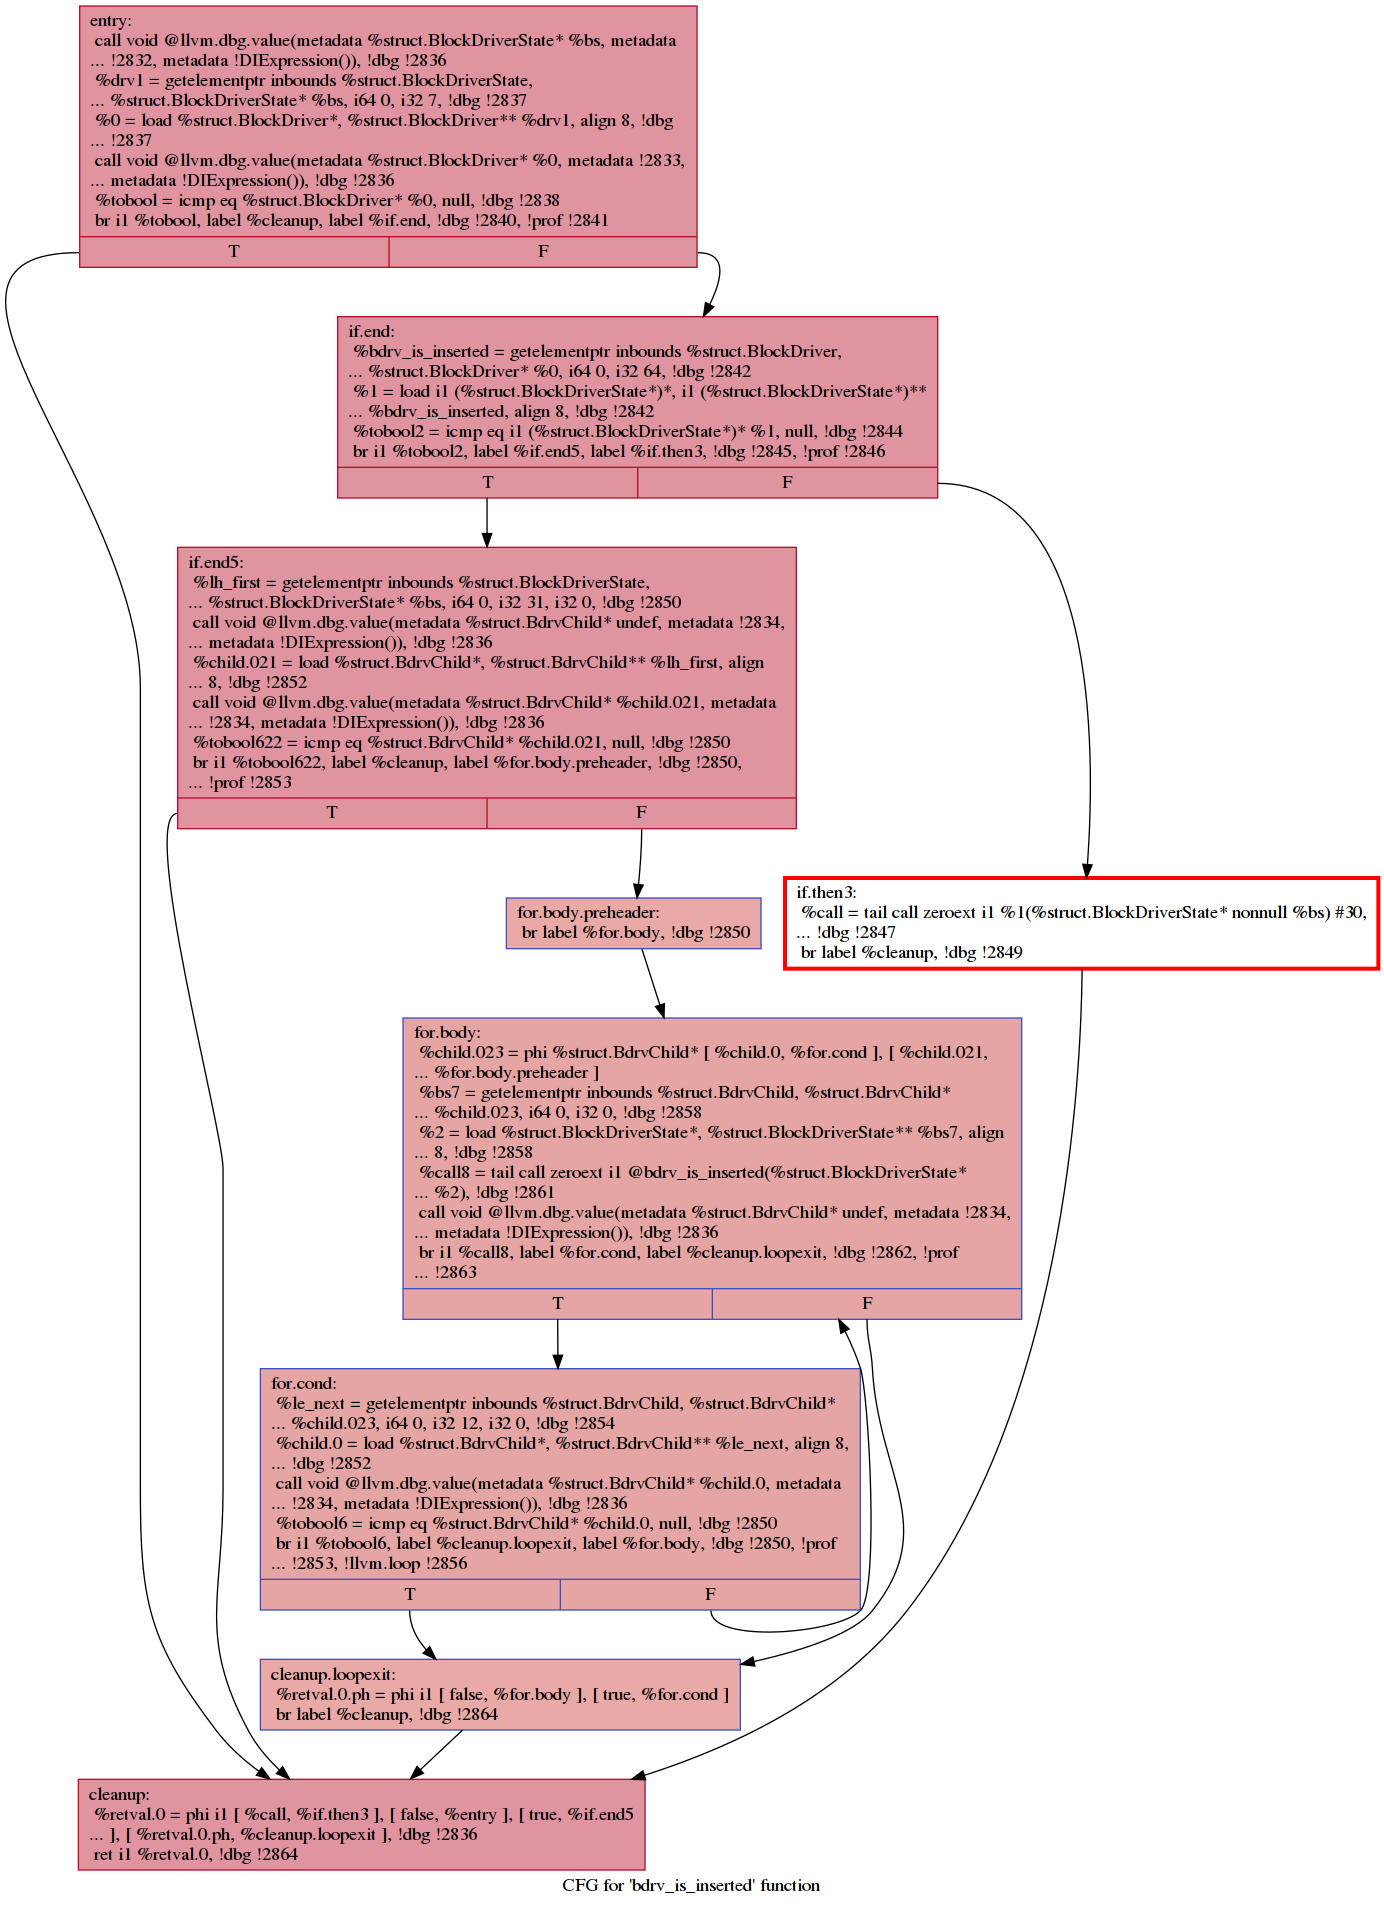 entry:
call void @llvm.dbg.value(metadata %struct.BlockDriverState* %bs, metadata
... !2832, metadata !DIExpression()), !dbg !2836
%drv1 = getelementptr inbounds %struct.BlockDriverState,
... %struct.BlockDriverState* %bs, i64 0, i32 7, !dbg !2837
%0 = load %struct.BlockDriver*, %struct.BlockDriver** %drv1, align 8, !dbg
... !2837
call void @llvm.dbg.value(metadata %struct.BlockDriver* %0, metadata !2833,
... metadata !DIExpression()), !dbg !2836
%tobool = icmp eq %struct.BlockDriver* %0, null, !dbg !2838
br i1 %tobool, label %cleanup, label %if.end, !dbg !2840, !prof !2841
T F
if.end:
%bdrv_is_inserted = getelementptr inbounds %struct.BlockDriver,
... %struct.BlockDriver* %0, i64 0, i32 64, !dbg !2842
%1 = load i1 (%struct.BlockDriverState*)*, i1 (%struct.BlockDriverState*)**
... %bdrv_is_inserted, align 8, !dbg !2842
%tobool2 = icmp eq i1 (%struct.BlockDriverState*)* %1, null, !dbg !2844
br i1 %tobool2, label %if.end5, label %if.then3, !dbg !2845, !prof !2846
T F
if.end5:
%lh_first = getelementptr inbounds %struct.BlockDriverState,
... %struct.BlockDriverState* %bs, i64 0, i32 31, i32 0, !dbg !2850
call void @llvm.dbg.value(metadata %struct.BdrvChild* undef, metadata !2834,
... metadata !DIExpression()), !dbg !2836
%child.021 = load %struct.BdrvChild*, %struct.BdrvChild** %lh_first, align
... 8, !dbg !2852
call void @llvm.dbg.value(metadata %struct.BdrvChild* %child.021, metadata
... !2834, metadata !DIExpression()), !dbg !2836
%tobool622 = icmp eq %struct.BdrvChild* %child.021, null, !dbg !2850
br i1 %tobool622, label %cleanup, label %for.body.preheader, !dbg !2850,
... !prof !2853
T F
if.then3:
%call = tail call zeroext i1 %1(%struct.BlockDriverState* nonnull %bs) #30,
... !dbg !2847
br label %cleanup, !dbg !2849
for.body.preheader:
br label %for.body, !dbg !2850
for.body:
%child.023 = phi %struct.BdrvChild* [ %child.0, %for.cond ], [ %child.021,
... %for.body.preheader ]
%bs7 = getelementptr inbounds %struct.BdrvChild, %struct.BdrvChild*
... %child.023, i64 0, i32 0, !dbg !2858
%2 = load %struct.BlockDriverState*, %struct.BlockDriverState** %bs7, align
... 8, !dbg !2858
%call8 = tail call zeroext i1 @bdrv_is_inserted(%struct.BlockDriverState*
... %2), !dbg !2861
call void @llvm.dbg.value(metadata %struct.BdrvChild* undef, metadata !2834,
... metadata !DIExpression()), !dbg !2836
br i1 %call8, label %for.cond, label %cleanup.loopexit, !dbg !2862, !prof
... !2863
T F
for.cond:
%le_next = getelementptr inbounds %struct.BdrvChild, %struct.BdrvChild*
... %child.023, i64 0, i32 12, i32 0, !dbg !2854
%child.0 = load %struct.BdrvChild*, %struct.BdrvChild** %le_next, align 8,
... !dbg !2852
call void @llvm.dbg.value(metadata %struct.BdrvChild* %child.0, metadata
... !2834, metadata !DIExpression()), !dbg !2836
%tobool6 = icmp eq %struct.BdrvChild* %child.0, null, !dbg !2850
br i1 %tobool6, label %cleanup.loopexit, label %for.body, !dbg !2850, !prof
... !2853, !llvm.loop !2856
T F
cleanup.loopexit:
%retval.0.ph = phi i1 [ false, %for.body ], [ true, %for.cond ]
br label %cleanup, !dbg !2864
cleanup:
%retval.0 = phi i1 [ %call, %if.then3 ], [ false, %entry ], [ true, %if.end5
... ], [ %retval.0.ph, %cleanup.loopexit ], !dbg !2836
ret i1 %retval.0, !dbg !2864
CFG for 'bdrv_is_inserted' function